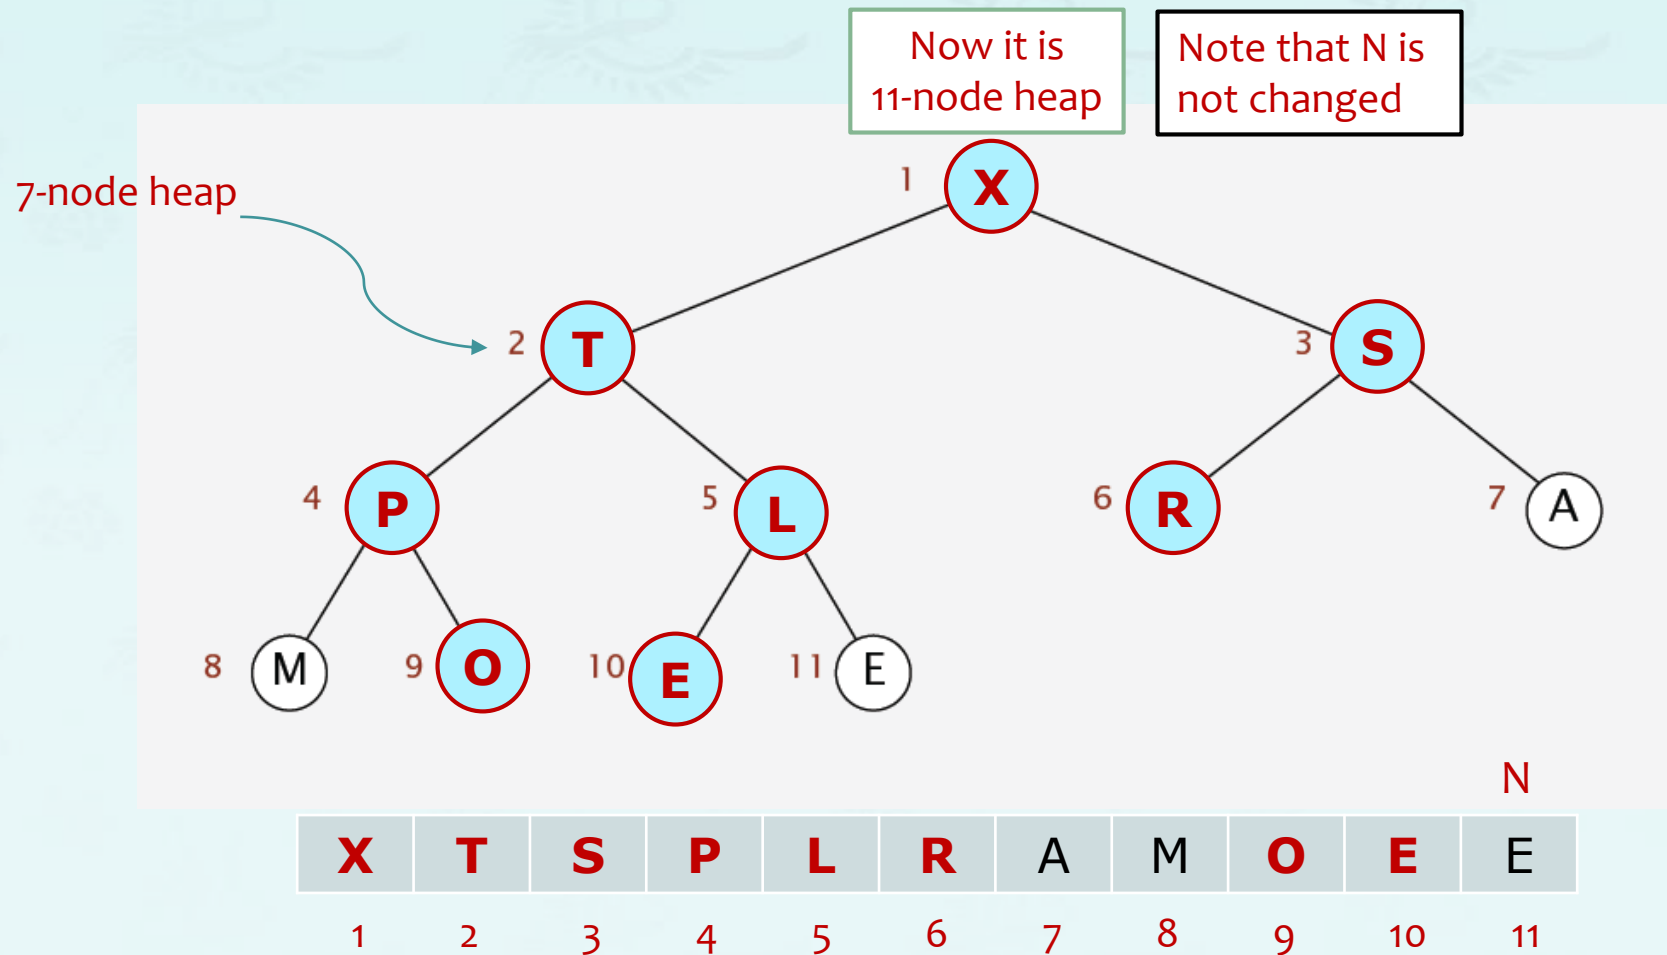 Now it is
11-node heap
Note that N is
not changed
7-node heap
1 X
2 T
3 S
4 P
5 L
6 R
7 A
8 M
9 O
10 E
11 E
N
X T S P L R A M O E E
1 2 3 4 5 6 7 8 9 10 11